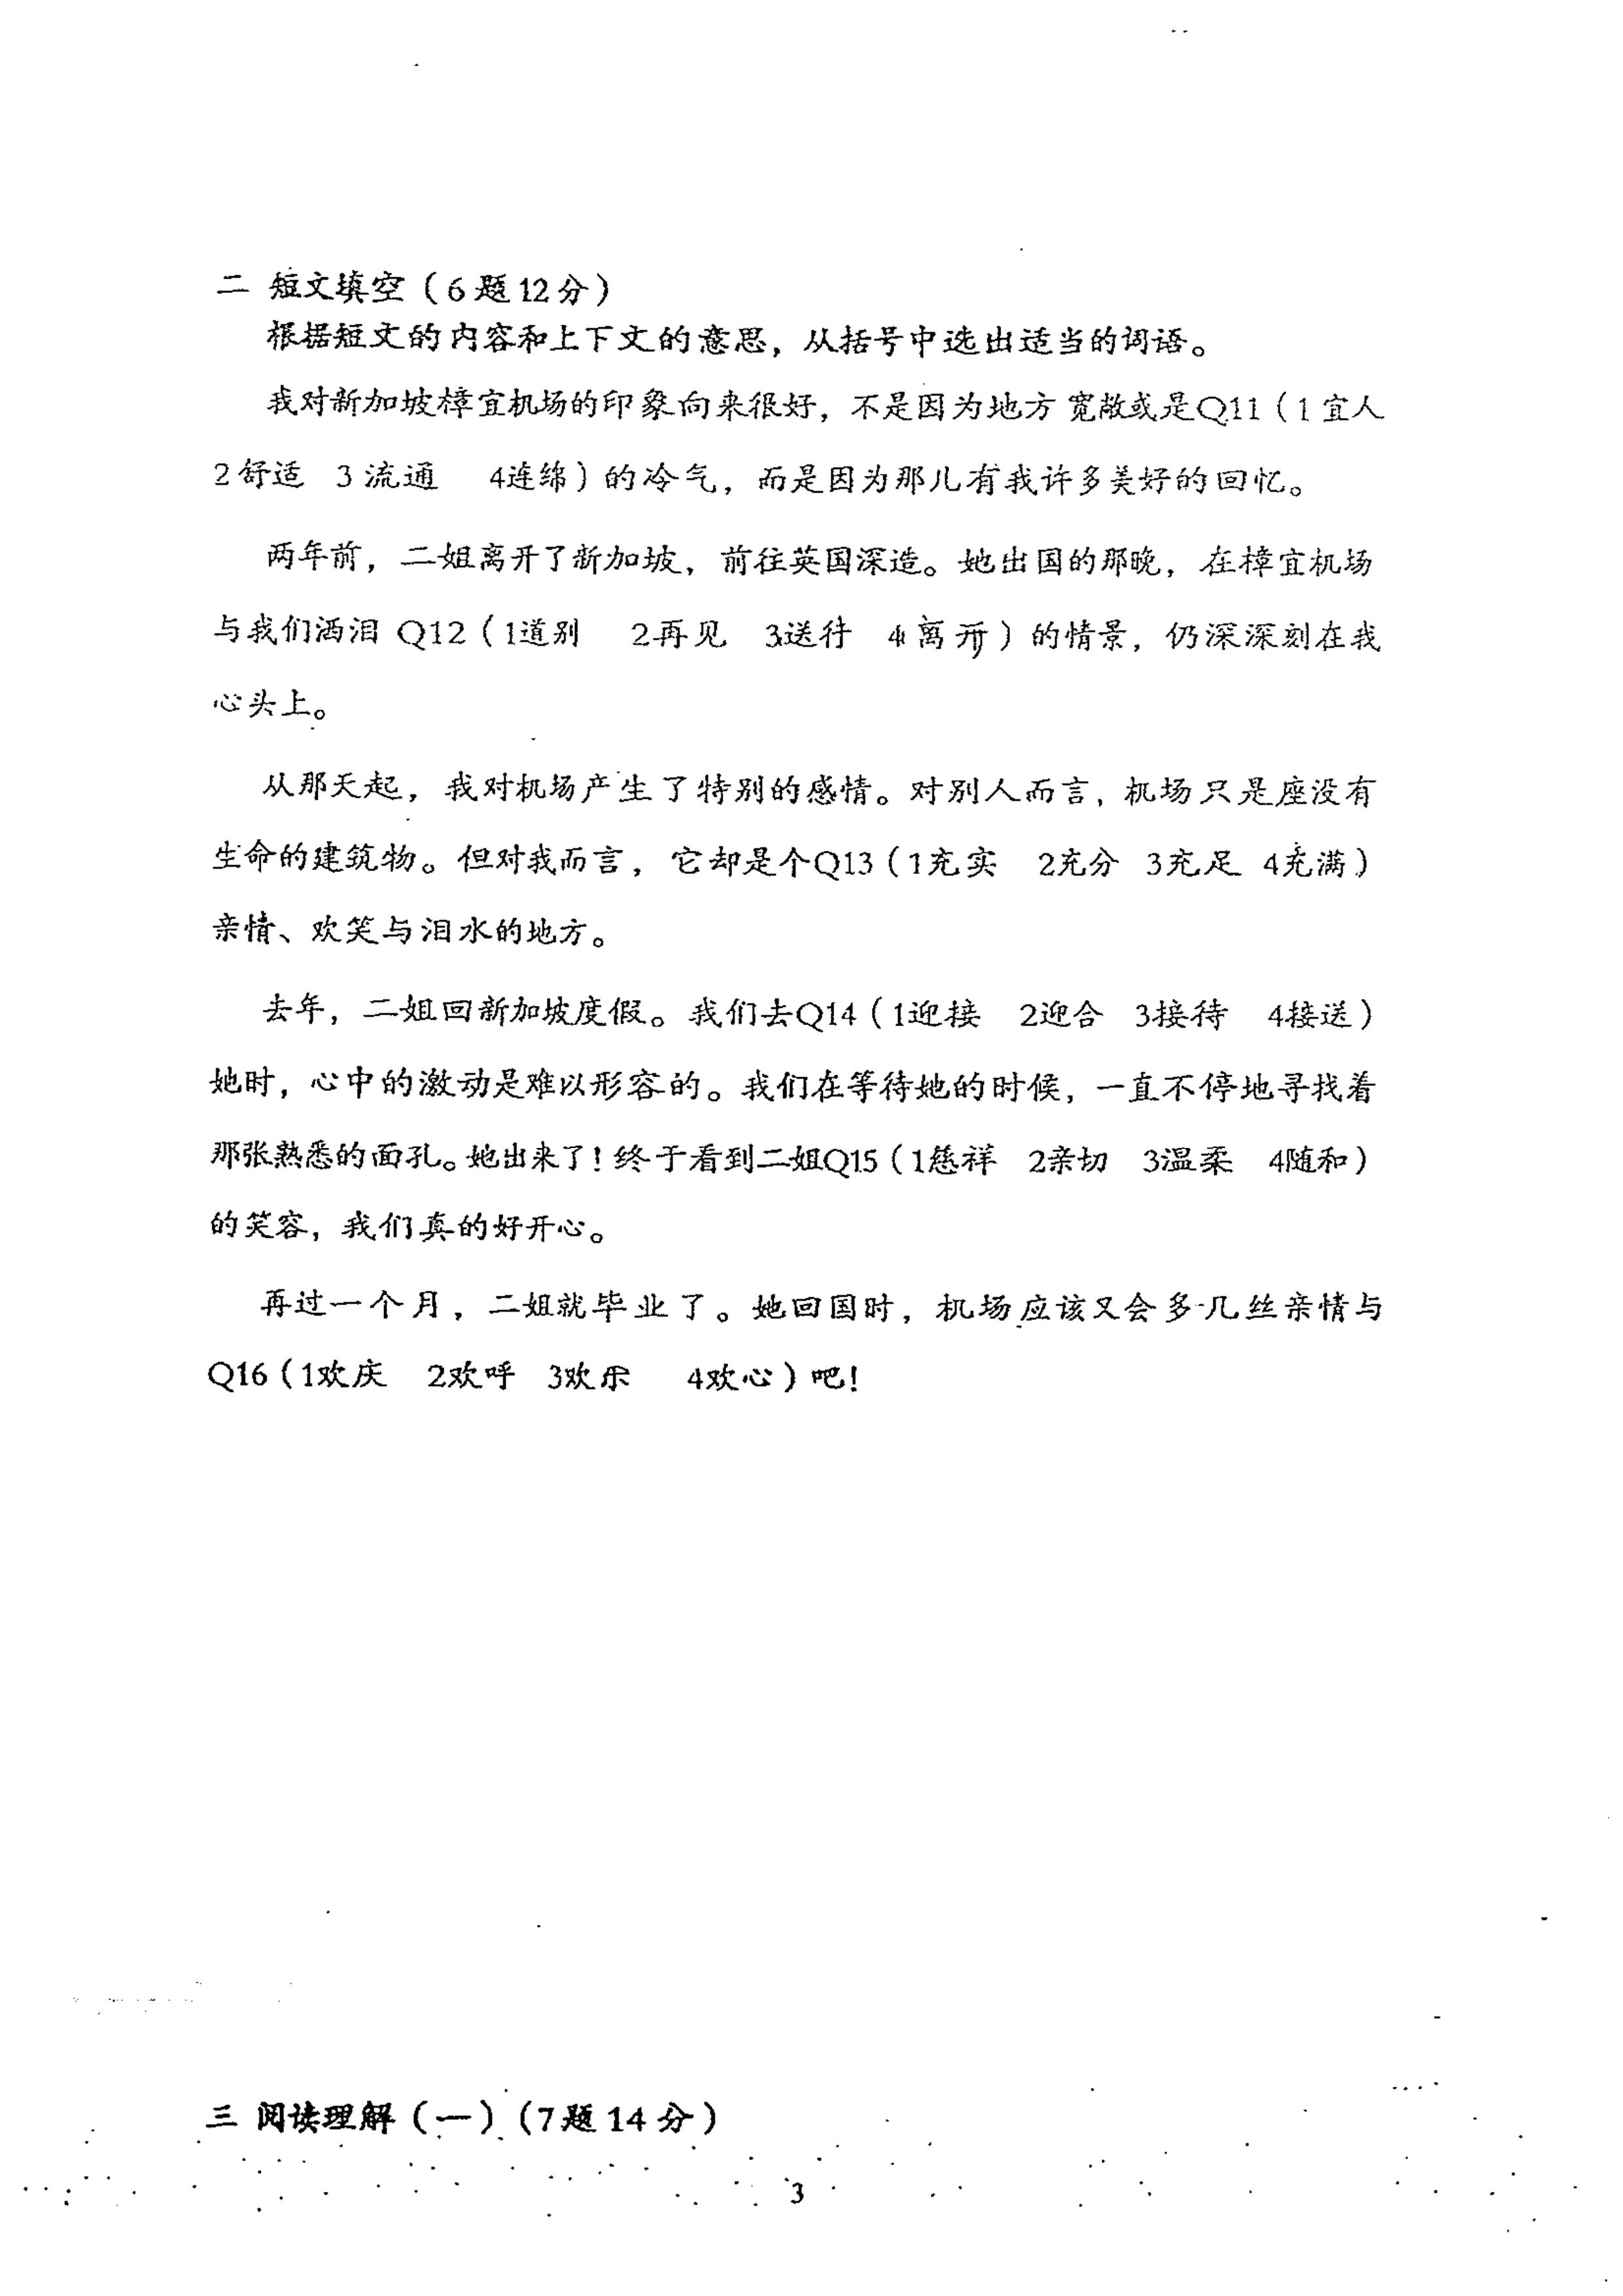 二 短文填空（6题12分）
根据短文的内容和上下文的意思，从括号中选出适当的词语。
我对新加坡樟宜机场的印象向来很好，不是因为地方宽敞或是Q11（1宜人
2舒适 3流通 4连绵）的冷气，而是因为那儿有我许多美好的回忆。
两年前，二姐离开了新加坡，前往英国深造。她出国的那晚，在樟宜机场
与我们洒泪 Q12（1道别 2再见 3送行 4离开）的情景，仍深深刻在我
心头上。
从那天起，我对机场产生了特别的感情。对别人而言，机场只是座没有
生命的建筑物。但对我而言，它却是个Q13（1充实 2充分 3充足 4充满）
亲情、欢笑与泪水的地方。
去年，二姐回新加坡度假。我们去Q14（1迎接 2迎合 3接待 4接送）
她时，心中的激动是难以形容的。我们在等待她的时候，一直不停地寻找着
那张熟悉的面孔。她出来了！终于看到二姐Q15（1慈祥 2亲切 3温柔 4随和）
的笑容，我们真的好开心。
再过一个月，二姐就毕业了。她回国时，机场应该又会多几丝亲情与
Q16（1欢庆 2欢呼 3欢乐 4欢心）吧！
三 阅读理解（一）（7题14分）
3